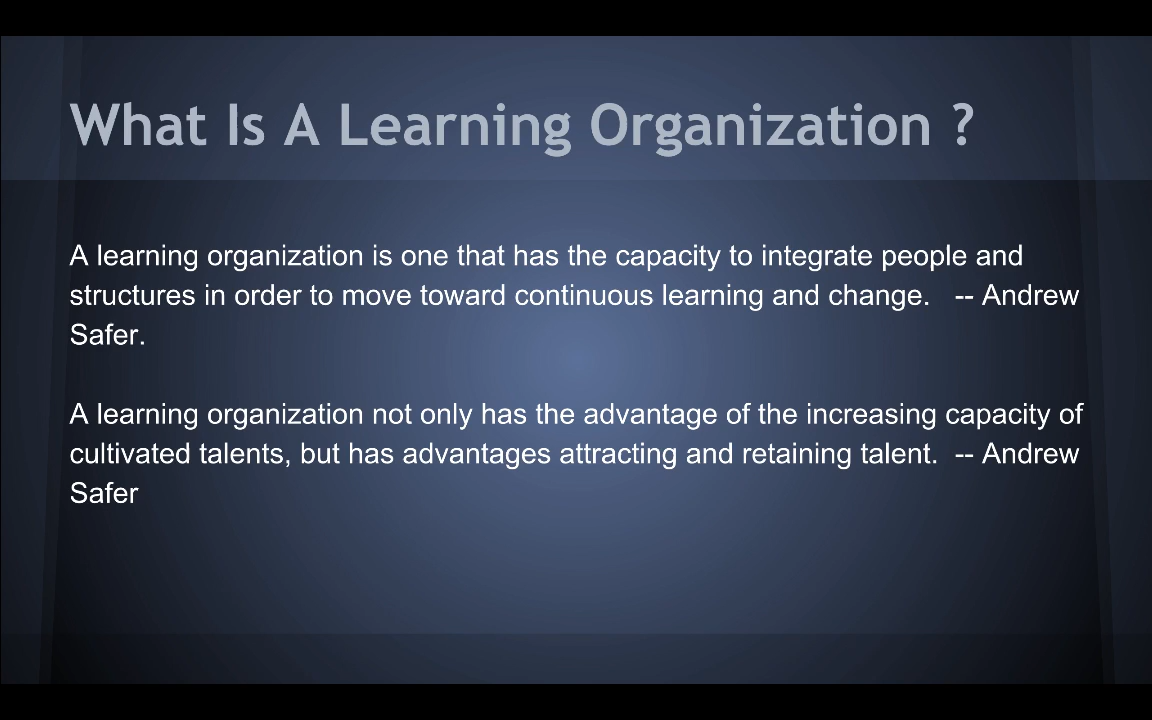 What Is A Learning Organization ?
A learning organization is one that has the capacity to integrate people and
structures in order to move toward continuous learning and change.   -- Andrew
Safer.
A learning organization not only has the advantage of the increasing capacity of
cultivated talents, but has advantages attracting and retaining talent.  -- Andrew
Safer